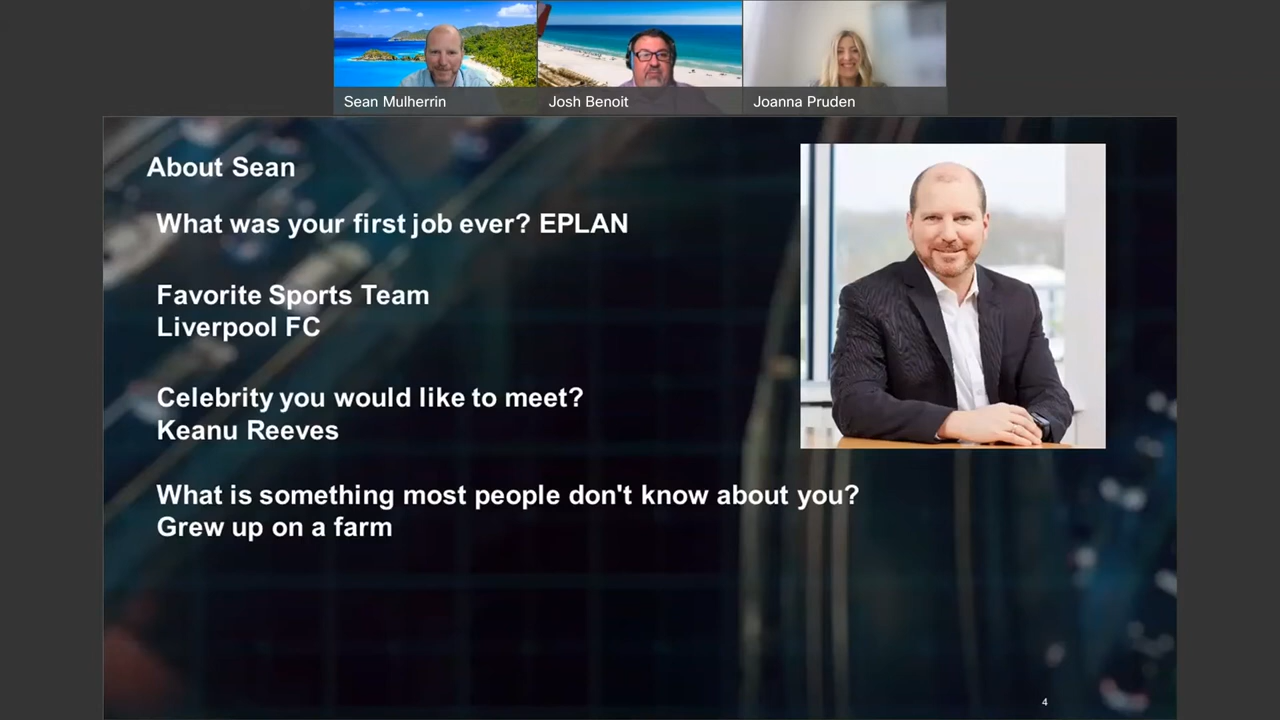 Sean Mulherrin
Josh Benoit
Joanna Pruden
About Sean
What was your first job ever? EPLAN
Favorite Sports Team
Liverpool FC
Celebrity you would like to meet?
Keanu Reeves
What is something most people don't know about you?
Grew up on a farm
4